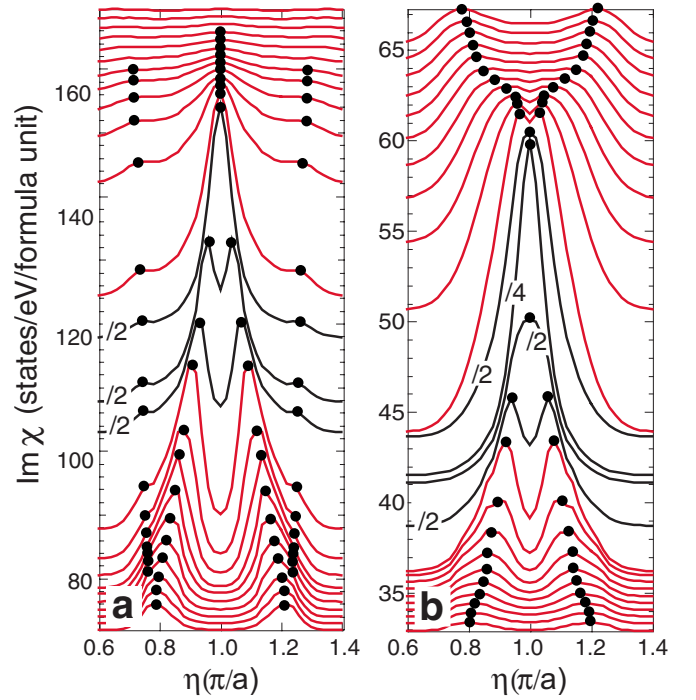 Im χ (states/eV/formula unit)
160
140
120
100
80
/2
/2
/2
a
0.6 0.8 1.0 1.2 1.4
η(π/a)
65
60
55
50
45
40
35
/4
/2
/2
/2
b
0.6 0.8 1.0 1.2 1.4
η(π/a)